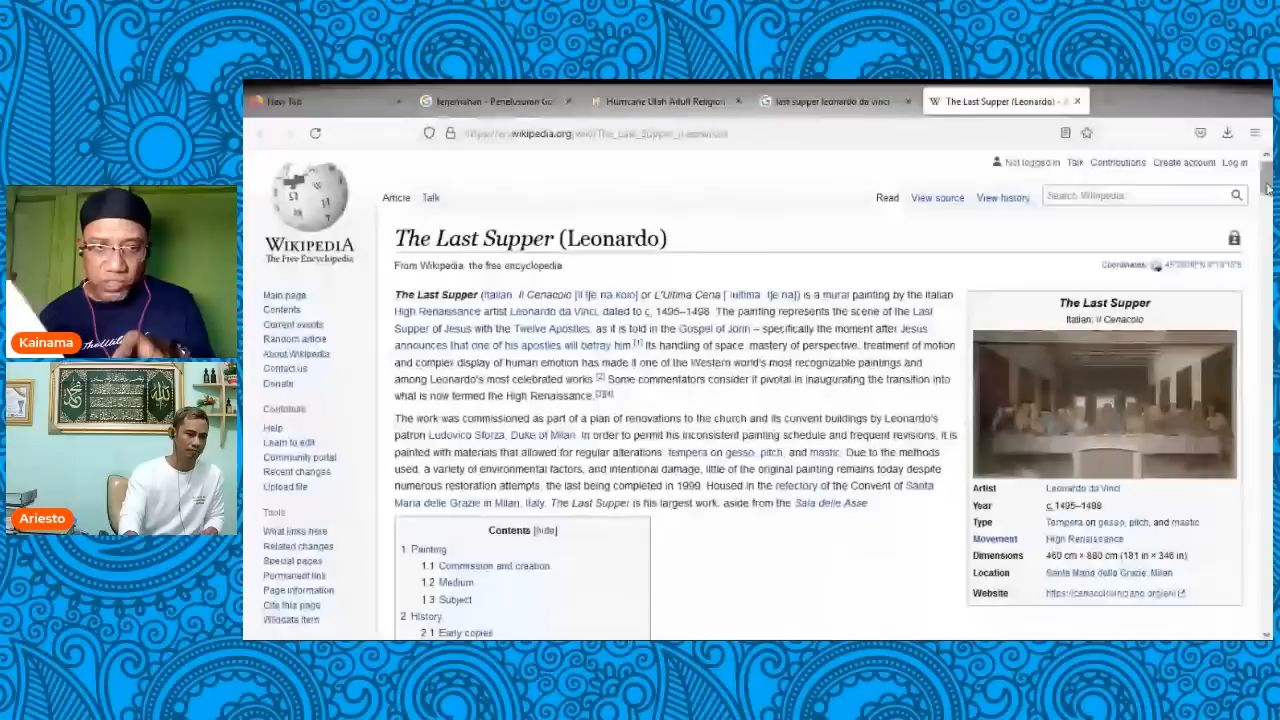 New Tab
Terjemahan - Penelusuran Go
Hurricane Ulah Aduh Religion
last supper leonardo da vinci
The Last Supper (Leonardo) -
wikipedia.org
Not logged in Talk Contributions Create account Log in
Article Talk
Read View source View history
Search Wikipedia
WIKIPEDIA
The Free Encyclopedia
The Last Supper (Leonardo)
From Wikipedia, the free encyclopedia
Coordinates:
Main page
Contents
Current events
Random article
About Wikipedia
Contact us
Donate
Contribute
Help
Learn to edit
Community portal
Recent changes
Upload file
Tools
What links here
Related changes
Special pages
Permanent link
Page information
Cite this page
Wikidata item
The Last Supper (Italian: Il Cenacolo or L'Ultima Cena) is a mural painting by the Italian
High Renaissance artist Leonardo da Vinci, dated to c. 1495–1498. The painting represents the scene of the Last
Supper of Jesus with the Twelve Apostles, as it is told in the Gospel of John – specifically the moment after Jesus
announces that one of his apostles will betray him.[1] Its handling of space, mastery of perspective, treatment of motion
and complex display of human emotion has made it one of the Western world's most recognizable paintings and
among Leonardo's most celebrated works.[2] Some commentators consider it pivotal in inaugurating the transition into
what is now termed the High Renaissance.[3][4]
The work was commissioned as part of a plan of renovations to the church and its convent buildings by Leonardo's
patron Ludovico Sforza, Duke of Milan. In order to permit his inconsistent painting schedule and frequent revisions, it is
painted with materials that allowed for regular alterations: tempera on gesso, pitch, and mastic. Due to the methods
used, a variety of environmental factors, and intentional damage, little of the original painting remains today despite
numerous restoration attempts, the last being completed in 1999. Housed in the refectory of the Convent of Santa
Maria delle Grazie in Milan, Italy, The Last Supper is his largest work, aside from the Sala delle Asse
Contents [hide]
1 Painting
1.1 Commission and creation
1.2 Medium
1.3 Subject
2 History
2.1 Early copies
The Last Supper
Italian: Il Cenacolo
Artist Leonardo da Vinci
Year c. 1495–1498
Type Tempera on gesso, pitch, and mastic
Movement High Renaissance
Dimensions 460 cm × 880 cm (181 in × 346 in)
Location Santa Maria delle Grazie, Milan
Website
Kainama
Ariesto